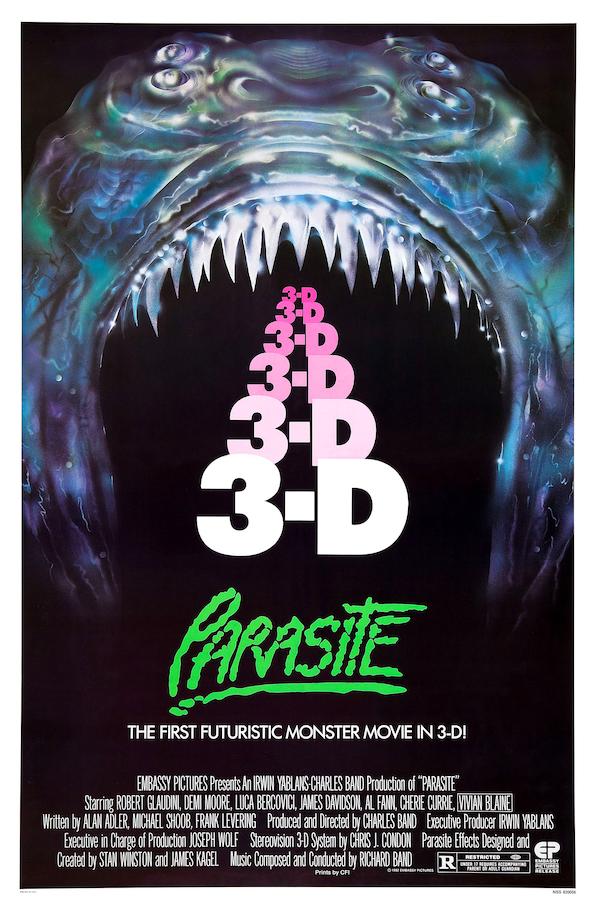 3-D
3-D
3-D
3-D
3-D
3-D
PARASITE
THE FIRST FUTURISTIC MONSTER MOVIE IN 3-D!
EMBASSY PICTURES Presents An IRWIN YABLANS-CHARLES BAND Production of "PARASITE"
Starring ROBERT GLAUDINI, DEMI MOORE, LUCA BERCOVICI, JAMES DAVIDSON, AL FANN, CHERIE CURRIE, VIVIAN BLAINE
Written by ALAN ADLER, MICHAEL SHOOB, FRANK LEVERING Produced and Directed by CHARLES BAND Executive Producer IRWIN YABLANS
Executive in Charge of Production JOSEPH WOLF Stereovision 3-D System by CHRIS J. CONDON Parasite Effects Designed and
Created by STAN WINSTON and JAMES KAGEL Music Composed and Conducted by RICHARD BAND
Prints by CFI
© 1982 EMBASSY PICTURES
R RESTRICTED
UNDER 17 REQUIRES ACCOMPANYING
PARENT OR ADULT GUARDIAN
EP
EMBASSY
PICTURES
RELEASE